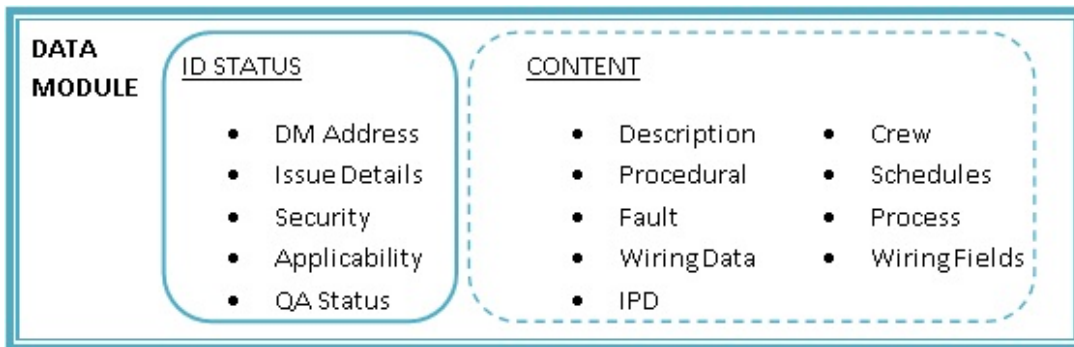 DATA
MODULE
ID STATUS
• DM Address
• Issue Details
• Security
• Applicability
• QA Status
CONTENT
• Description
• Procedural
• Fault
• Wiring Data
• IPD
• Crew
• Schedules
• Process
• Wiring Fields